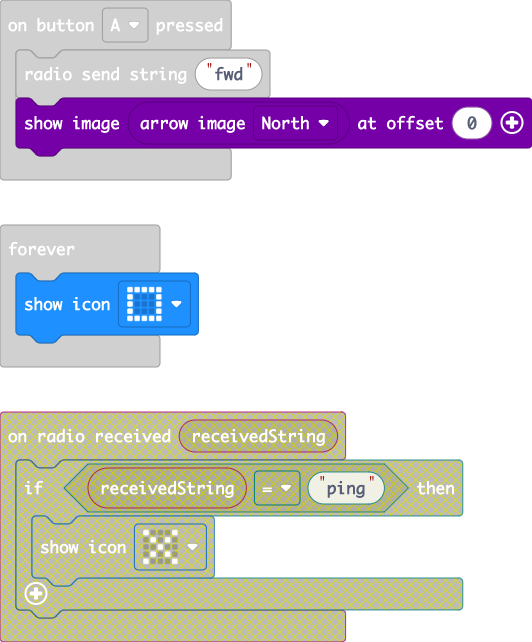 on button A pressed
radio send string "fwd"
show image arrow image North at offset 0
forever
show icon
on radio received receivedString
if receivedString = "ping" then
show icon